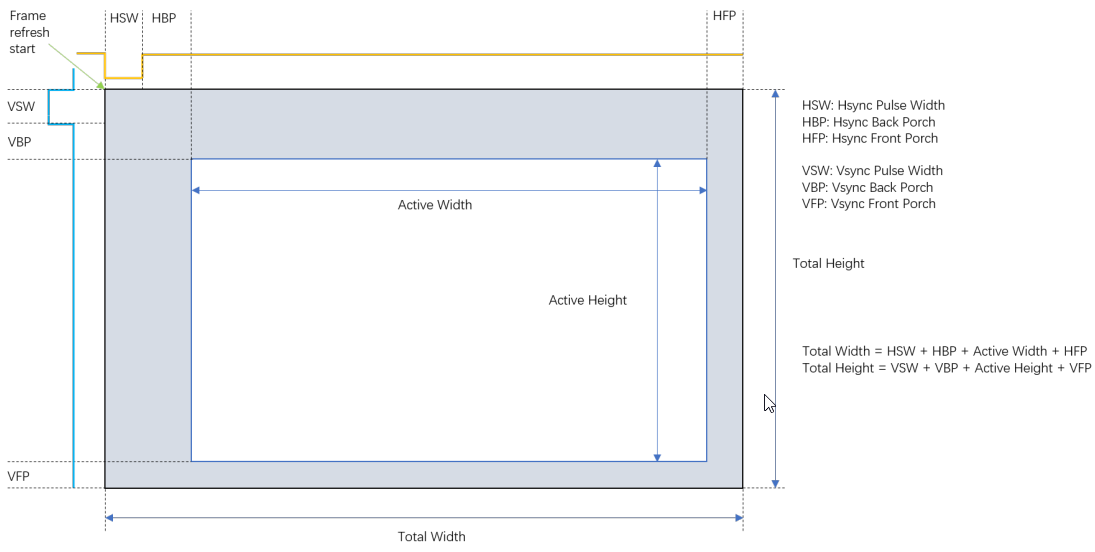 Frame
refresh
start
HSW
HBP
HFP
VSW
VBP
HSW: Hsync Pulse Width
HBP: Hsync Back Porch
HFP: Hsync Front Porch
VSW: Vsync Pulse Width
VBP: Vsync Back Porch
VFP: Vsync Front Porch
Active Width
Total Height
Active Height
Total Width = HSW + HBP + Active Width + HFP
Total Height = VSW + VBP + Active Height + VFP
VFP
Total Width